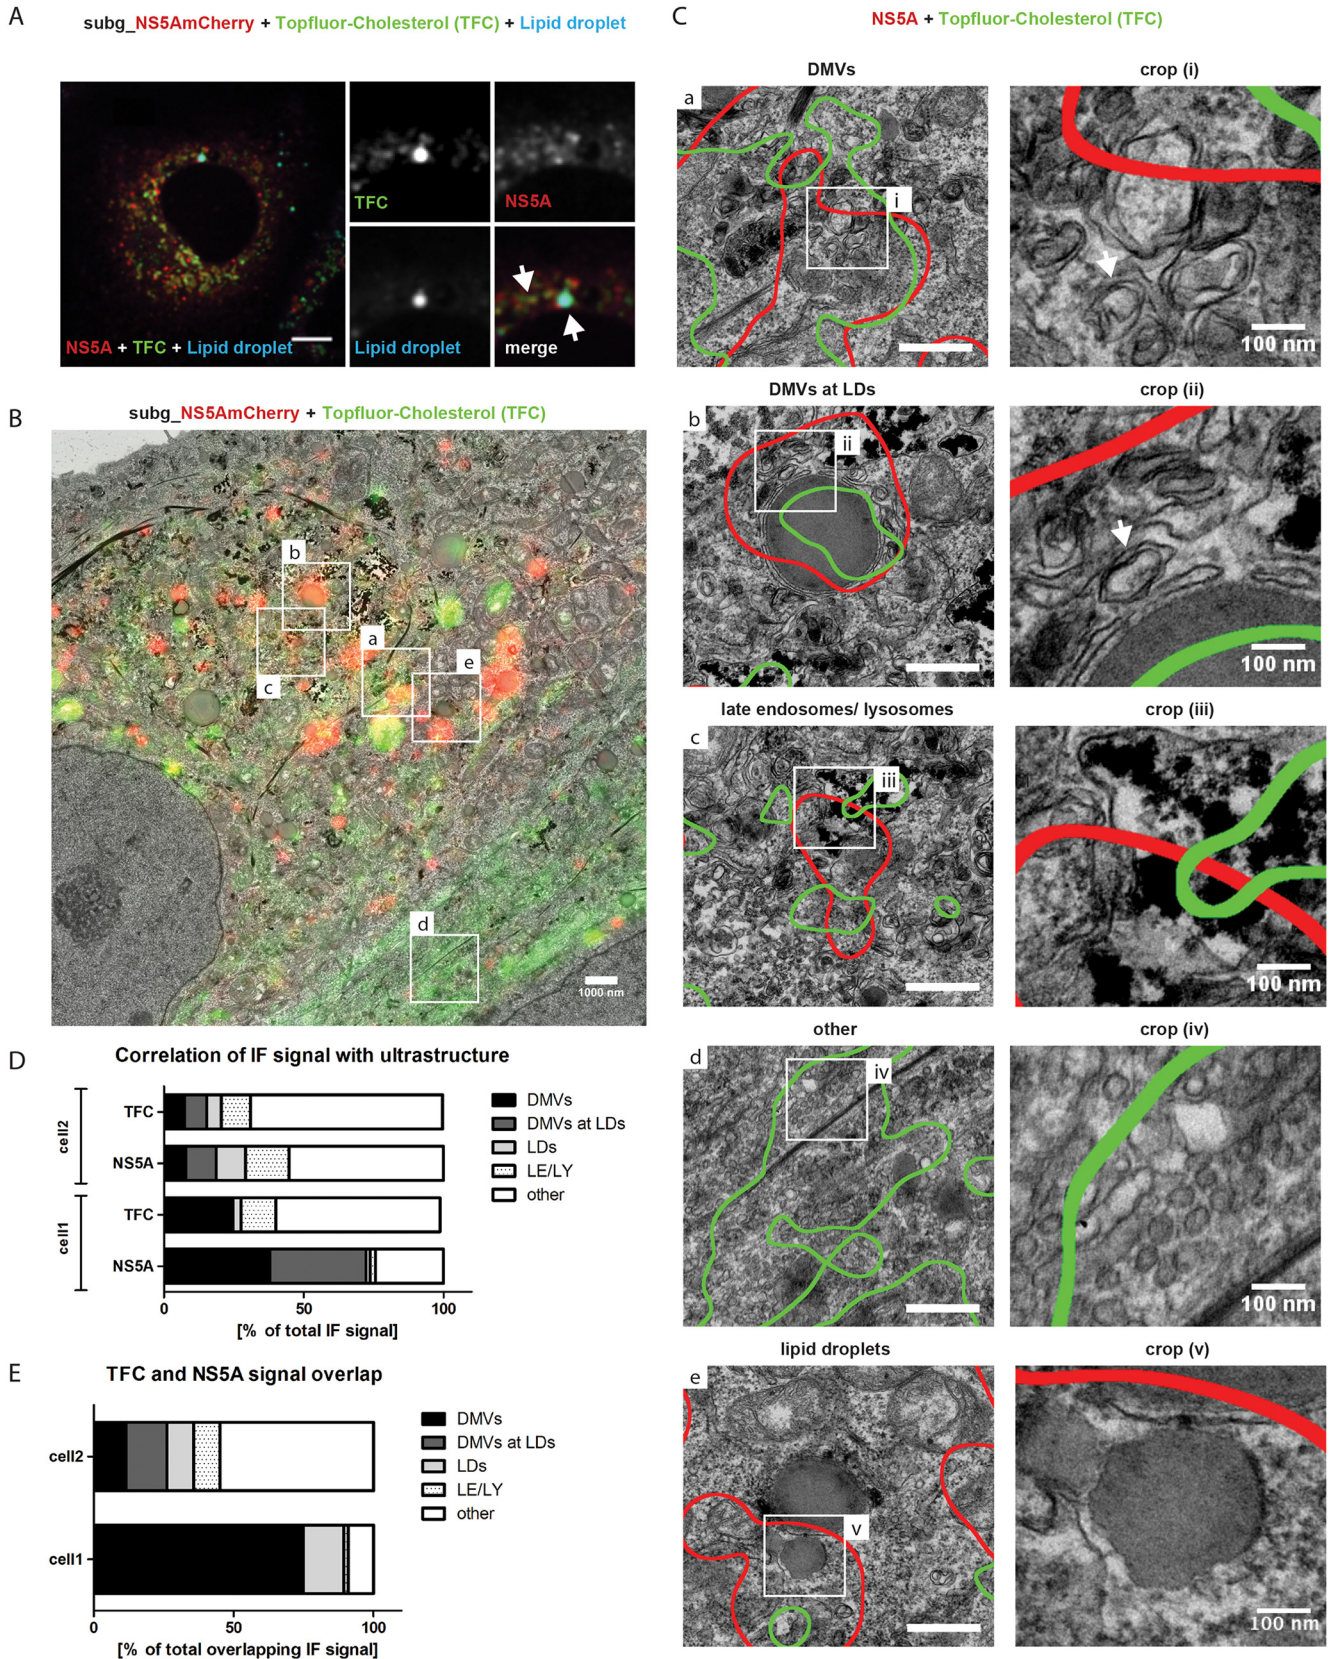 A
subg_NS5AmCherry + Topfluor-Cholesterol (TFC) + Lipid droplet
NS5A + TFC + Lipid droplet
TFC
NS5A
Lipid droplet
merge
B
subg_NS5AmCherry + Topfluor-Cholesterol (TFC)
b
a
e
c
d
1000 nm
C
NS5A + Topfluor-Cholesterol (TFC)
DMVs
crop (i)
a
i
100 nm
DMVs at LDs
crop (ii)
b
ii
100 nm
late endosomes/ lysosomes
crop (iii)
c
iii
100 nm
other
crop (iv)
d
iv
100 nm
lipid droplets
crop (v)
e
v
100 nm
D
Correlation of IF signal with ultrastructure
cell2
TFC
NS5A
cell1
TFC
NS5A
0
50
100
[% of total IF signal]
DMVs
DMVs at LDs
LDs
LE/LY
other
E
TFC and NS5A signal overlap
cell2
cell1
0
50
100
[% of total overlapping IF signal]
DMVs
DMVs at LDs
LDs
LE/LY
other